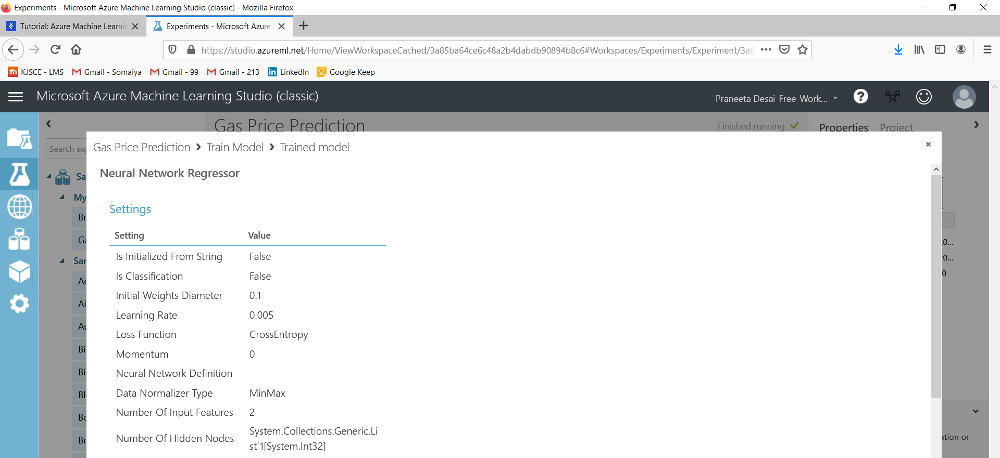 Experiments - Microsoft Azure Machine Learning Studio (classic) - Mozilla Firefox
Tutorial: Azure Machine Learnin
Experiments - Microsoft Azure
https://studio.azureml.net/Home/ViewWorkspaceCached/3a85ba64ce6c48a2b4dabdb90894b8c6#Workspaces/Experiments/Experiment/3a8
KJSCE - LMS
Gmail - Somaiya
Gmail - 99
Gmail - 213
LinkedIn
Google Keep
Microsoft Azure Machine Learning Studio (classic)
Praneeta Desai-Free-Work...
Gas Price Prediction
Finished running
Properties Project
Search exp
Gas Price Prediction > Train Model > Trained model
Neural Network Regressor
Sa
My
Br
Ga
Sar
Ac
Ai
Au
Bil
Bi
Blo
Bo
Br
Settings
Setting Value
Is Initialized From String False
Is Classification False
Initial Weights Diameter 0.1
Learning Rate 0.005
Loss Function CrossEntropy
Momentum 0
Neural Network Definition
Data Normalizer Type MinMax
Number Of Input Features 2
Number Of Hidden Nodes System.Collections.Generic.Li
st`1[System.Int32]
20...
20...
0
ation or